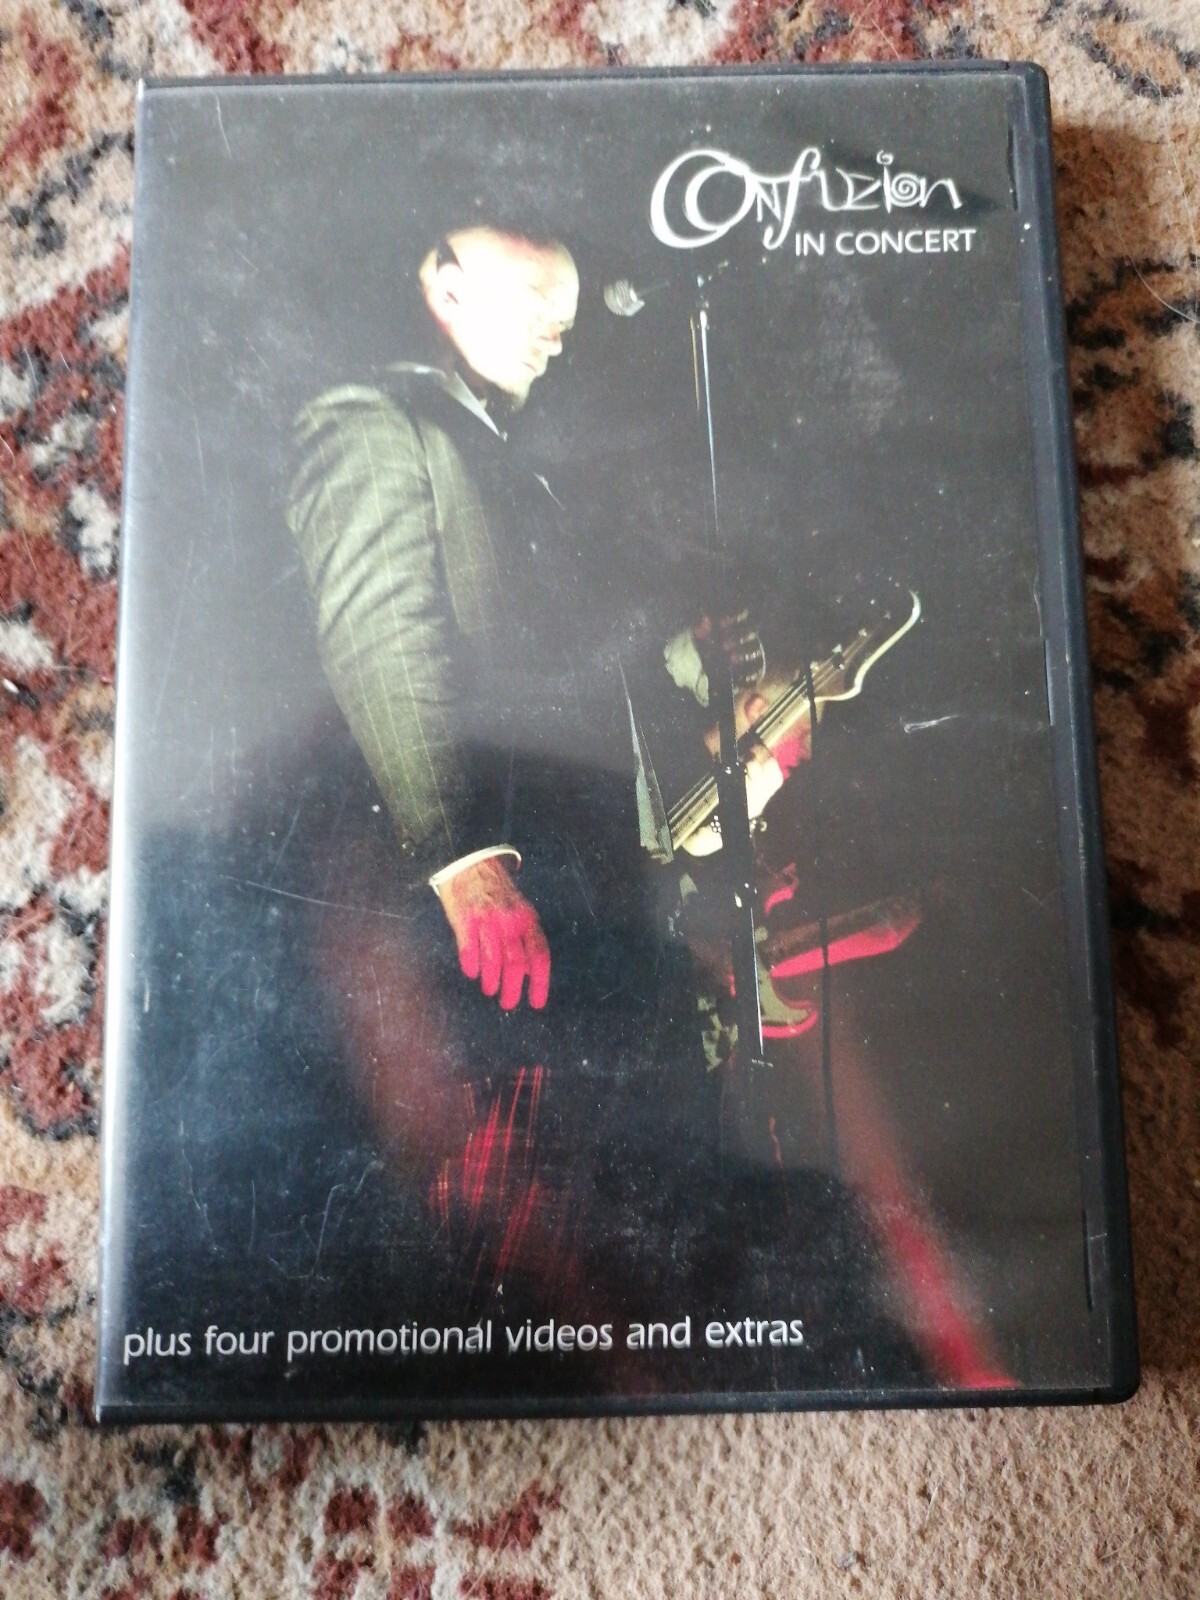 Confuzion
IN CONCERT
plus four promotional videos and extras